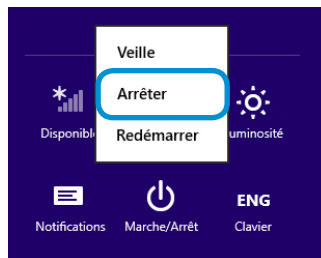 Veille
Arrêter
Redémarrer
Disponibl
uminosité
ENG
Notifications
Marche/Arrêt
Clavier